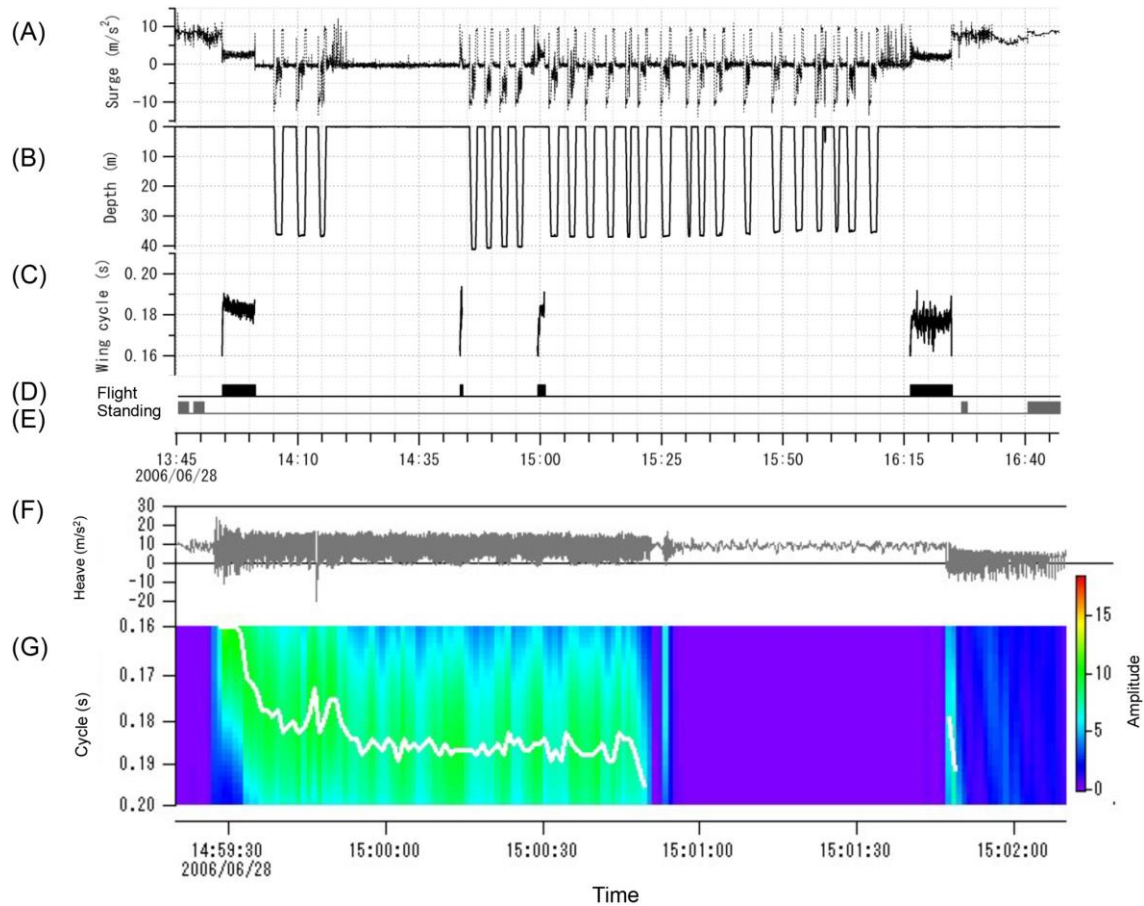 (A)
Surge (m/s²)
10
0
-10
(B)
Depth (m)
0
10
20
30
40
(C)
Wing cycle (s)
0.20
0.18
0.16
(D) Flight
(E) Standing
13:45 14:10 14:35 15:00 15:25 15:50 16:15 16:40
2006/06/28
(F)
Heave (m/s²)
30
20
10
0
-10
-20
(G)
Cycle (s)
0.16
0.17
0.18
0.19
0.20
15
10
5
0
Amplitude
14:59:30 15:00:00 15:00:30 15:01:00 15:01:30 15:02:00
2006/06/28
Time